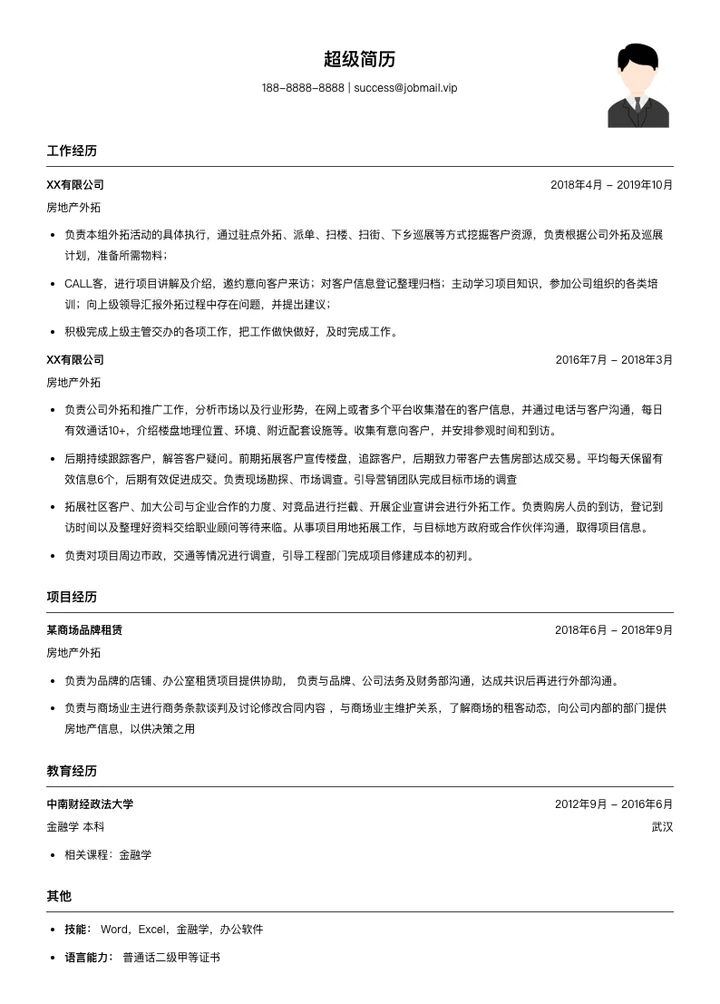 超级简历
188-8888-8888 | success@jobmail.vip
工作经历
XX有限公司 2018年4月 – 2019年10月
房地产外拓
• 负责本组外拓活动的具体执行，通过驻点外拓、派单、扫楼、扫街、下乡巡展等方式挖掘客户资源，负责根据公司外拓及巡展
计划，准备所需物料；
• CALL客，进行项目讲解及介绍，邀约意向客户来访；对客户信息登记整理归档；主动学习项目知识，参加公司组织的各类培
训；向上级领导汇报外拓过程中存在问题，并提出建议；
• 积极完成上级主管交办的各项工作，把工作做快做好，及时完成工作。
XX有限公司 2016年7月 – 2018年3月
房地产外拓
• 负责公司外拓和推广工作，分析市场以及行业形势，在网上或者多个平台收集潜在的客户信息，并通过电话与客户沟通，每日
有效通话10+，介绍楼盘地理位置、环境、附近配套设施等。收集有意向客户，并安排参观时间和到访。
• 后期持续跟踪客户，解答客户疑问。前期拓展客户宣传楼盘，追踪客户，后期致力带客户去售房部达成交易。平均每天保留有
效信息6个，后期有效促进成交。负责现场勘探、市场调查。引导营销团队完成目标市场的调查
• 拓展社区客户、加大公司与企业合作的力度、对竞品进行拦截、开展企业宣讲会进行外拓工作。负责购房人员的到访，登记到
访时间以及整理好资料交给职业顾问等待来临。从事项目用地拓展工作，与目标地方政府或合作伙伴沟通，取得项目信息。
• 负责对项目周边市政，交通等情况进行调查，引导工程部门完成项目修建成本的初判。
项目经历
某商场品牌租赁 2018年6月 – 2018年9月
房地产外拓
• 负责为品牌的店铺、办公室租赁项目提供协助， 负责与品牌、公司法务及财务部沟通，达成共识后再进行外部沟通。
• 负责与商场业主进行商务条款谈判及讨论修改合同内容 ，与商场业主维护关系，了解商场的租客动态，向公司内部的部门提供
房地产信息，以供决策之用
教育经历
中南财经政法大学 2012年9月 – 2016年6月
金融学 本科 武汉
• 相关课程：金融学
其他
• 技能： Word，Excel，金融学，办公软件
• 语言能力： 普通话二级甲等证书